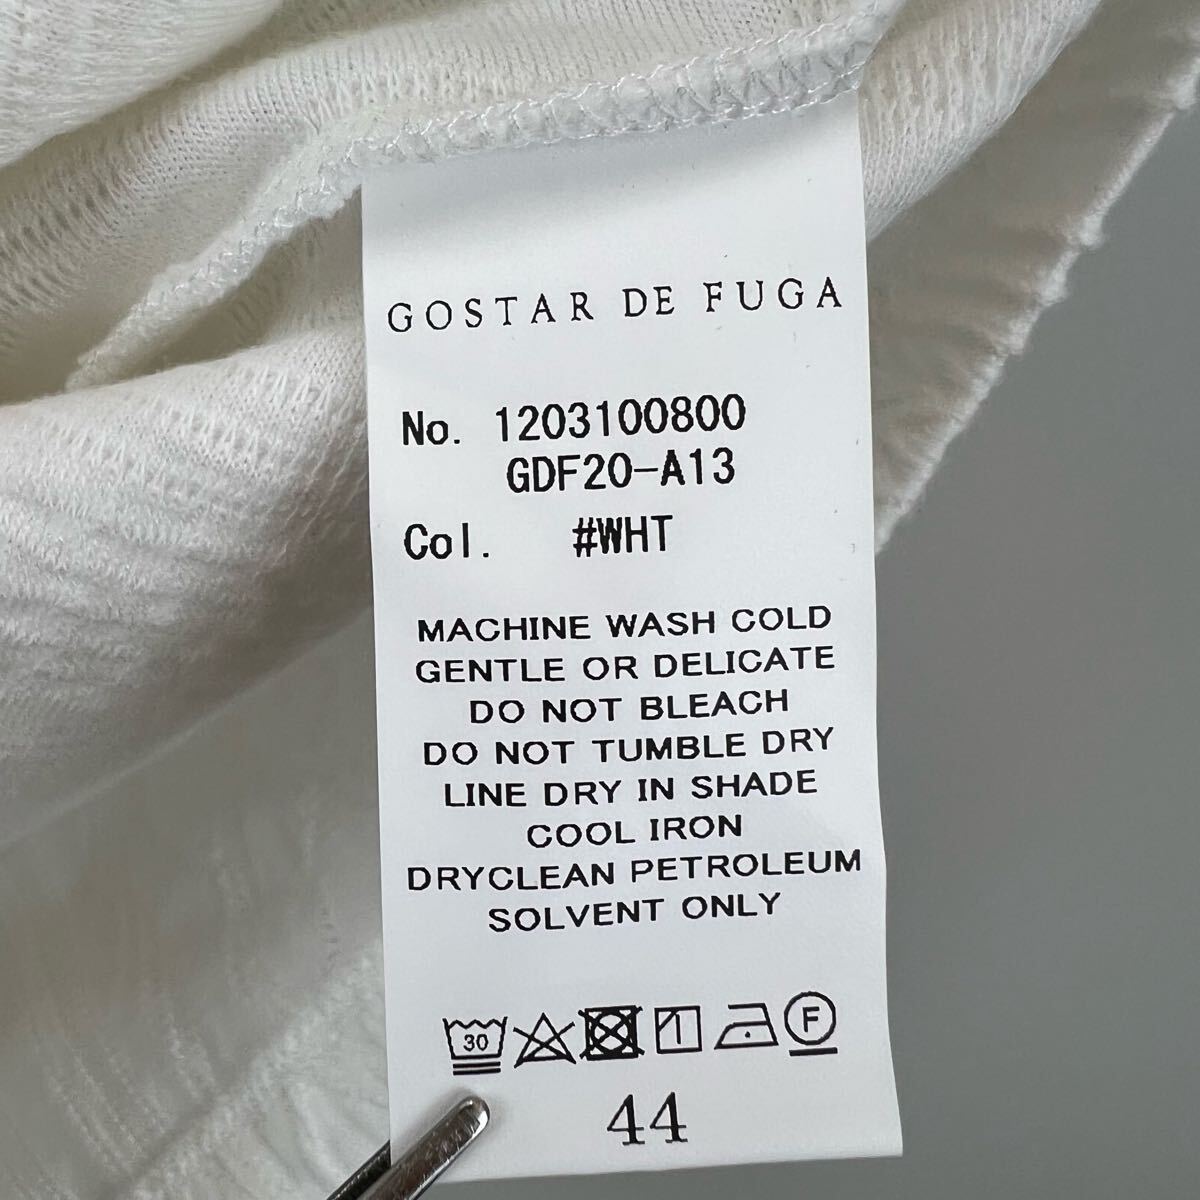 GOSTAR DE FUGA
No. 1203100800
GDF20-A13
Col. #WHT
MACHINE WASH COLD
GENTLE OR DELICATE
DO NOT BLEACH
DO NOT TUMBLE DRY
LINE DRY IN SHADE
COOL IRON
DRYCLEAN PETROLEUM
SOLVENT ONLY
30 F
44